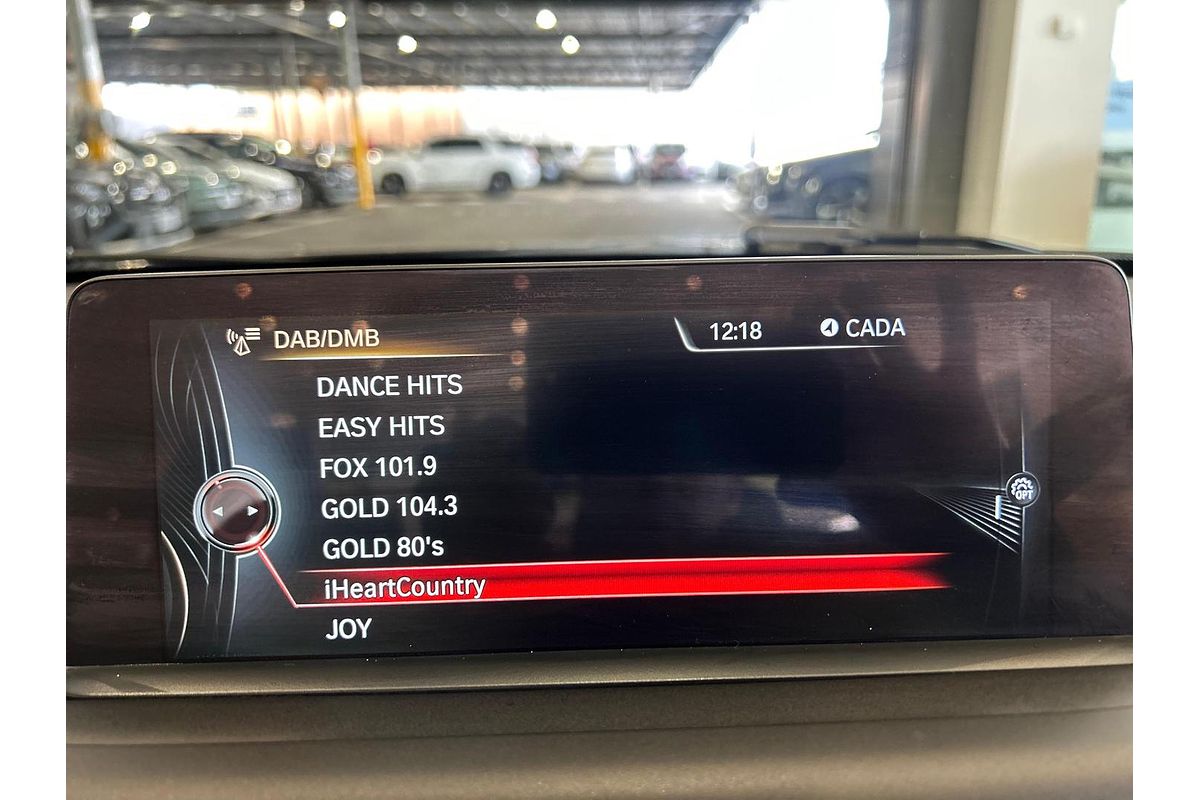 DAB/DMB 12:18 CADA
DANCE HITS
EASY HITS
FOX 101.9
GOLD 104.3
GOLD 80's
OPT
iHeartCountry
JOY